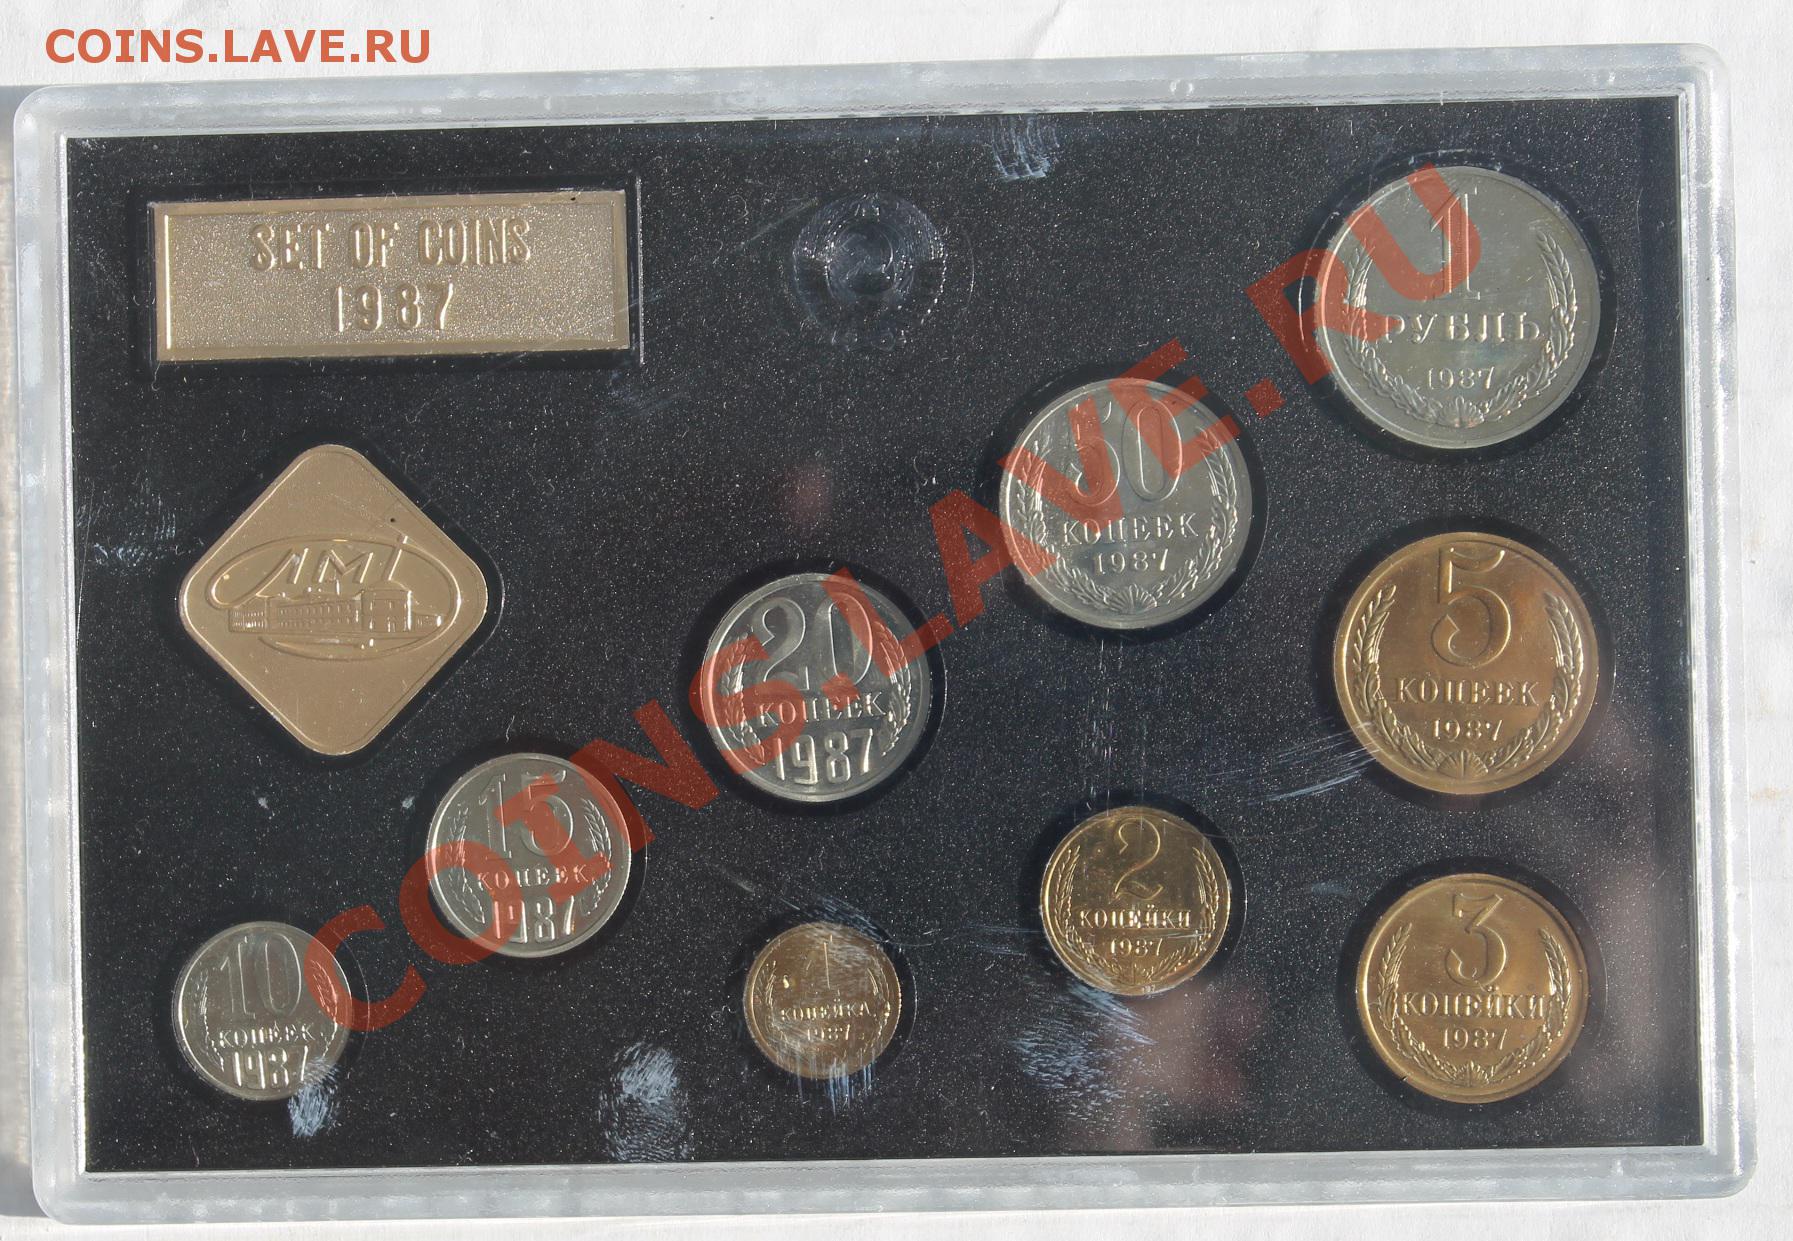 COINS.LAVE.RU
SET OF COINS
1987
ЛМД
1
РУБЛЬ
1987
50
КОПЕЕК
1987
5
КОПЕЕК
1987
20
КОПЕЕК
1987
15
КОПЕЕК
1987
2
КОПЕЙКИ
1987
3
КОПЕЙКИ
1987
10
КОПЕЕК
1987
1
КОПЕЙКА
1987
COINS.LAVE.RU